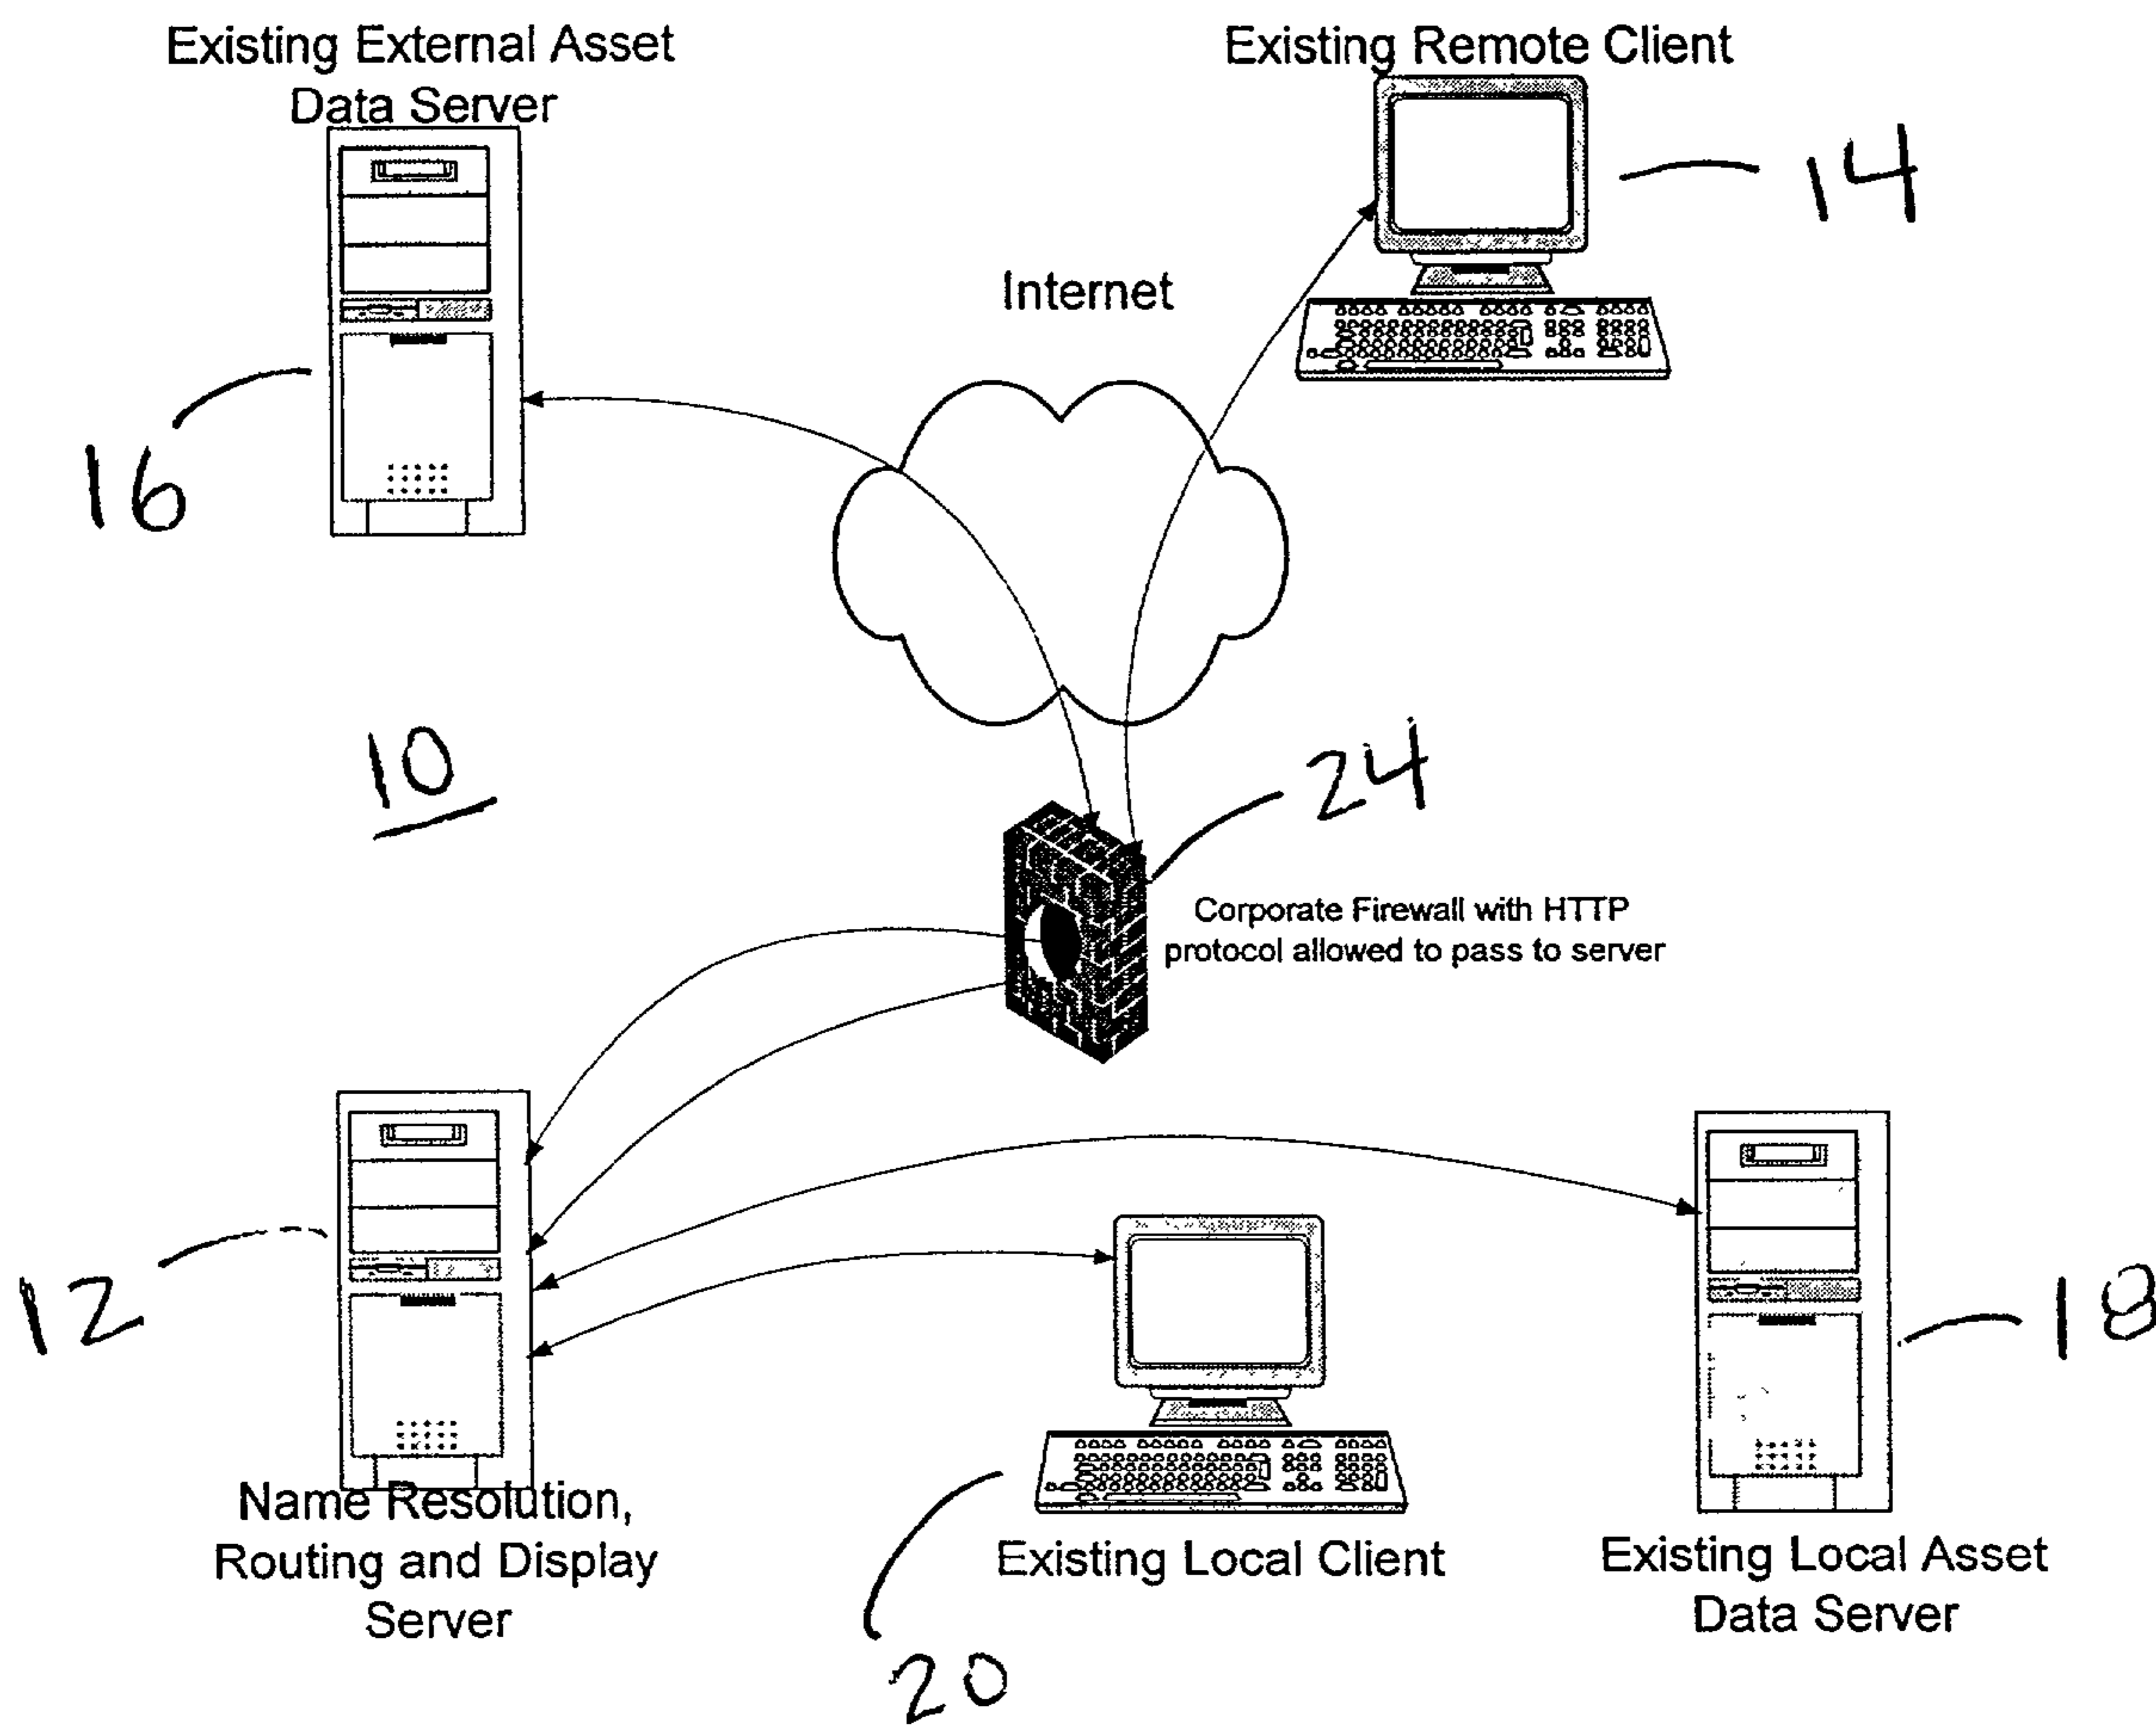 Existing External Asset
Data Server
Existing Remote Client
14
Internet
16
10
24
Corporate Firewall with HTTP
protocol allowed to pass to server
12
18
Name Resolution,
Routing and Display
Server
Existing Local Client
Existing Local Asset
Data Server
20